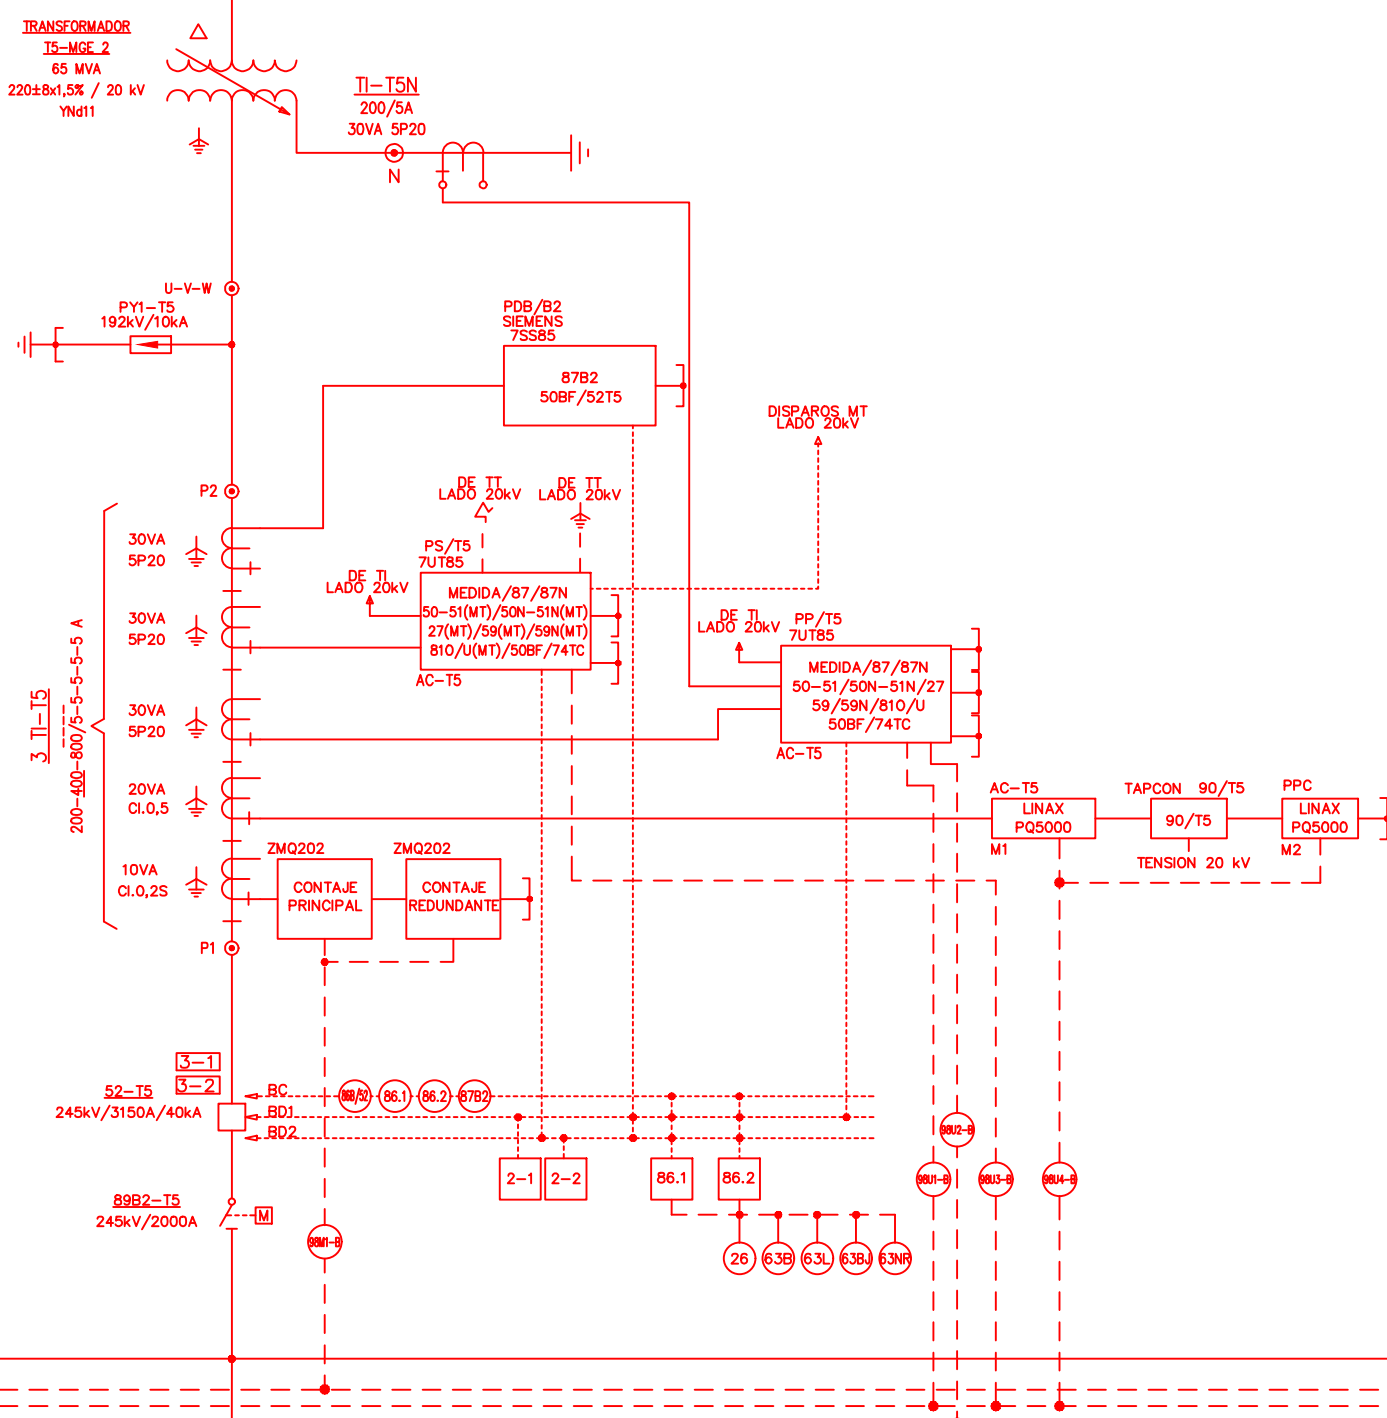 TRANSFORMADOR
T5-MGE 2
65 MVA
220±8x1,5% / 20 kV
YNd11
TI-T5N
200/5A
30VA 5P20
N
U-V-W
PY1-T5
192kV/10kA
PDB/B2
SIEMENS
7SS85
87B2
50BF/52T5
DISPAROS MT
LADO 20kV
P2
DE TT
LADO 20kV
DE TT
LADO 20kV
30VA
5P20
PS/T5
7UT85
DE TI
LADO 20kV
MEDIDA/87/87N
50-51(MT)/50N-51N(MT)
27(MT)/59(MT)/59N(MT)
81O/U(MT)/50BF/74TC
AC-T5
30VA
5P20
DE TI
LADO 20kV
PP/T5
7UT85
MEDIDA/87/87N
50-51/50N-51N/27
59/59N/81O/U
50BF/74TC
AC-T5
3 TI-T5
200-400-800/5-5-5-5-5 A
30VA
5P20
20VA
Cl.0,5
AC-T5
LINAX
PQ5000
M1
TAPCON 90/T5
90/T5
TENSION 20 kV
PPC
LINAX
PQ5000
M2
10VA
Cl.0,2S
ZMQ202
CONTAJE
PRINCIPAL
ZMQ202
CONTAJE
REDUNDANTE
P1
3-1
3-2
52-T5
245kV/3150A/40kA
BC
86B/52
86.1
86.2
87B2
BD1
BD2
98U2-B
2-1
2-2
86.1
86.2
98U1-B
98U3-B
98U4-B
89B2-T5
245kV/2000A
M
98M1-B
26
63B
63L
63BJ
63NR